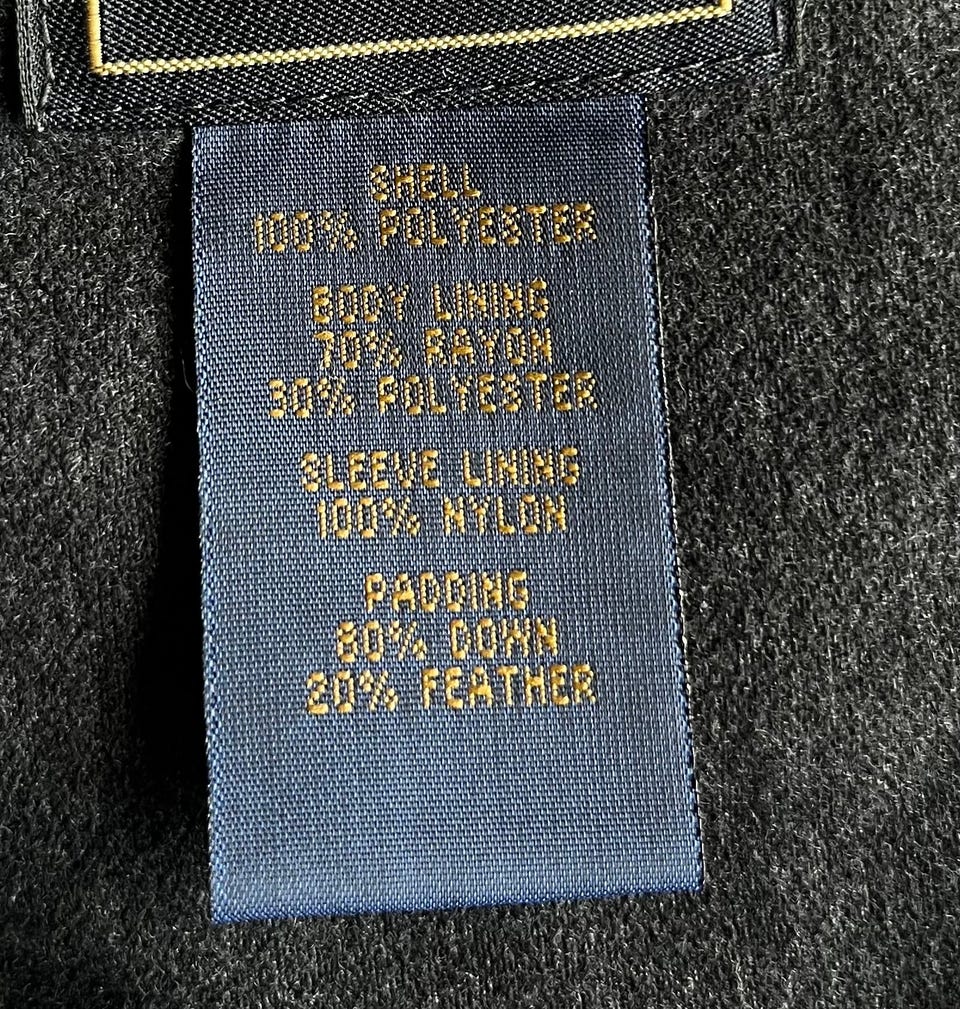 SHELL
100% POLYESTER
BODY LINING
70% RAYON
30% POLYESTER
SLEEVE LINING
100% NYLON
PADDING
80% DOWN
20% FEATHER